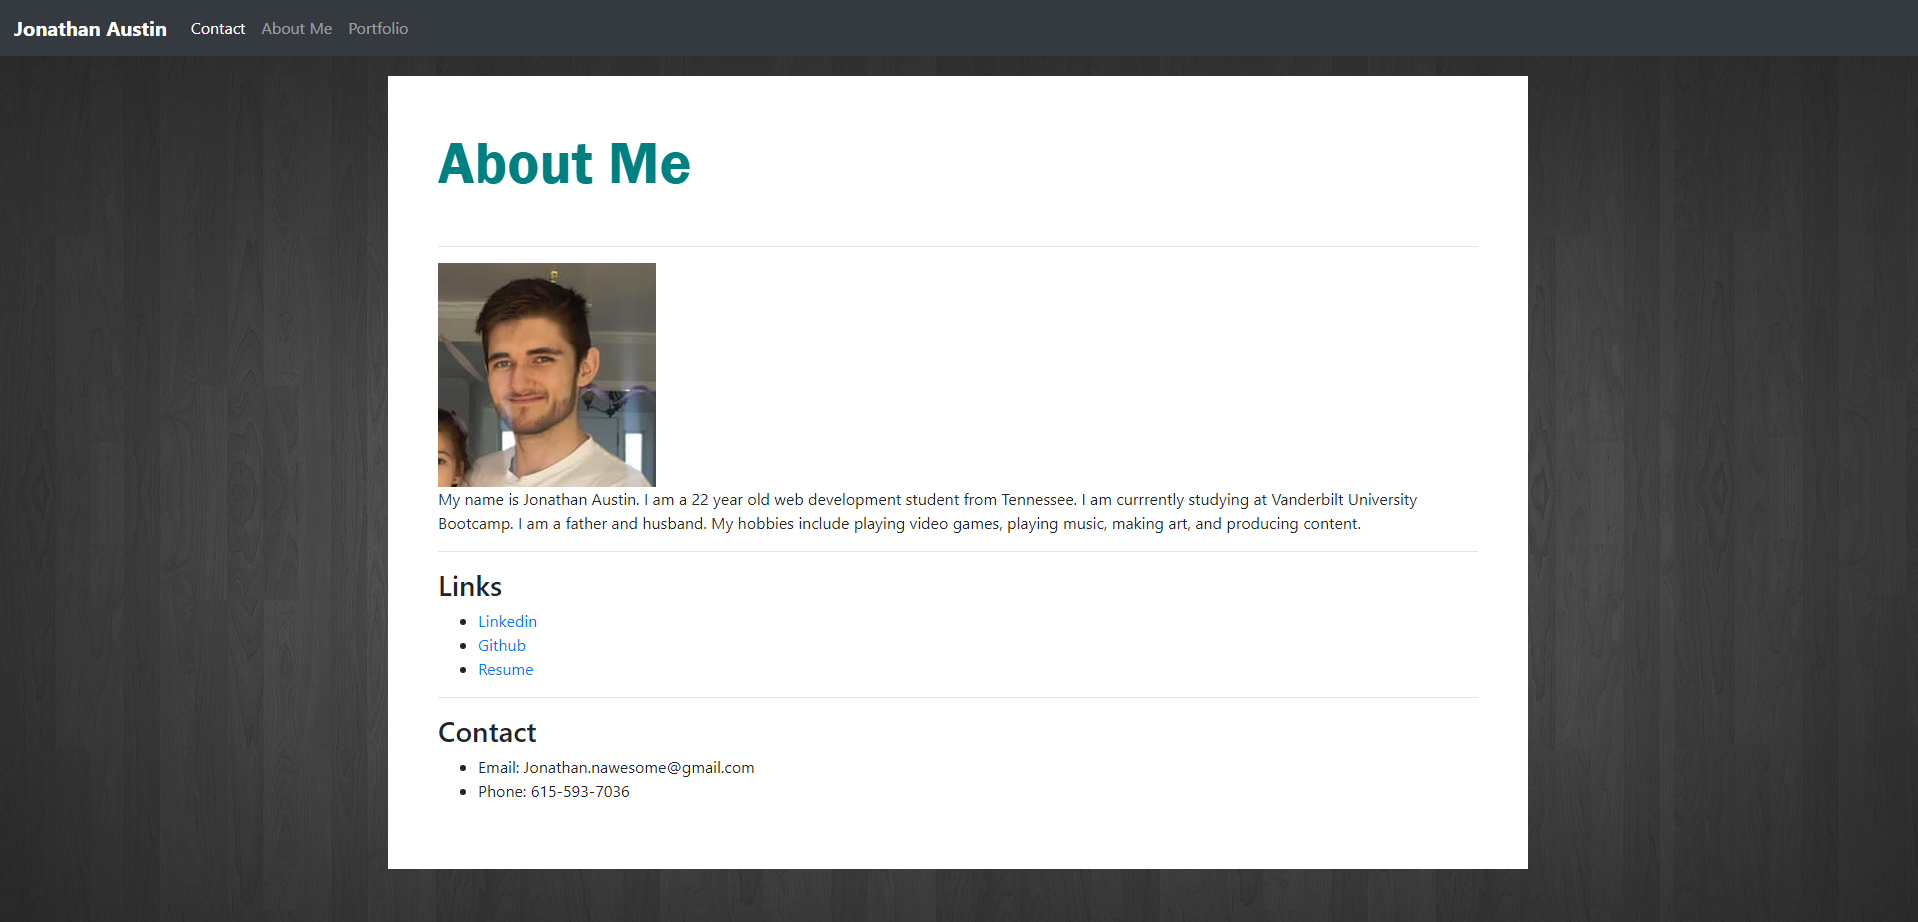 Jonathan Austin Contact About Me Portfolio
About Me
My name is Jonathan Austin. I am a 22 year old web development student from Tennessee. I am currrently studying at Vanderbilt University
Bootcamp. I am a father and husband. My hobbies include playing video games, playing music, making art, and producing content.
Links
Linkedin
Github
Resume
Contact
Email: Jonathan.nawesome@gmail.com
Phone: 615-593-7036